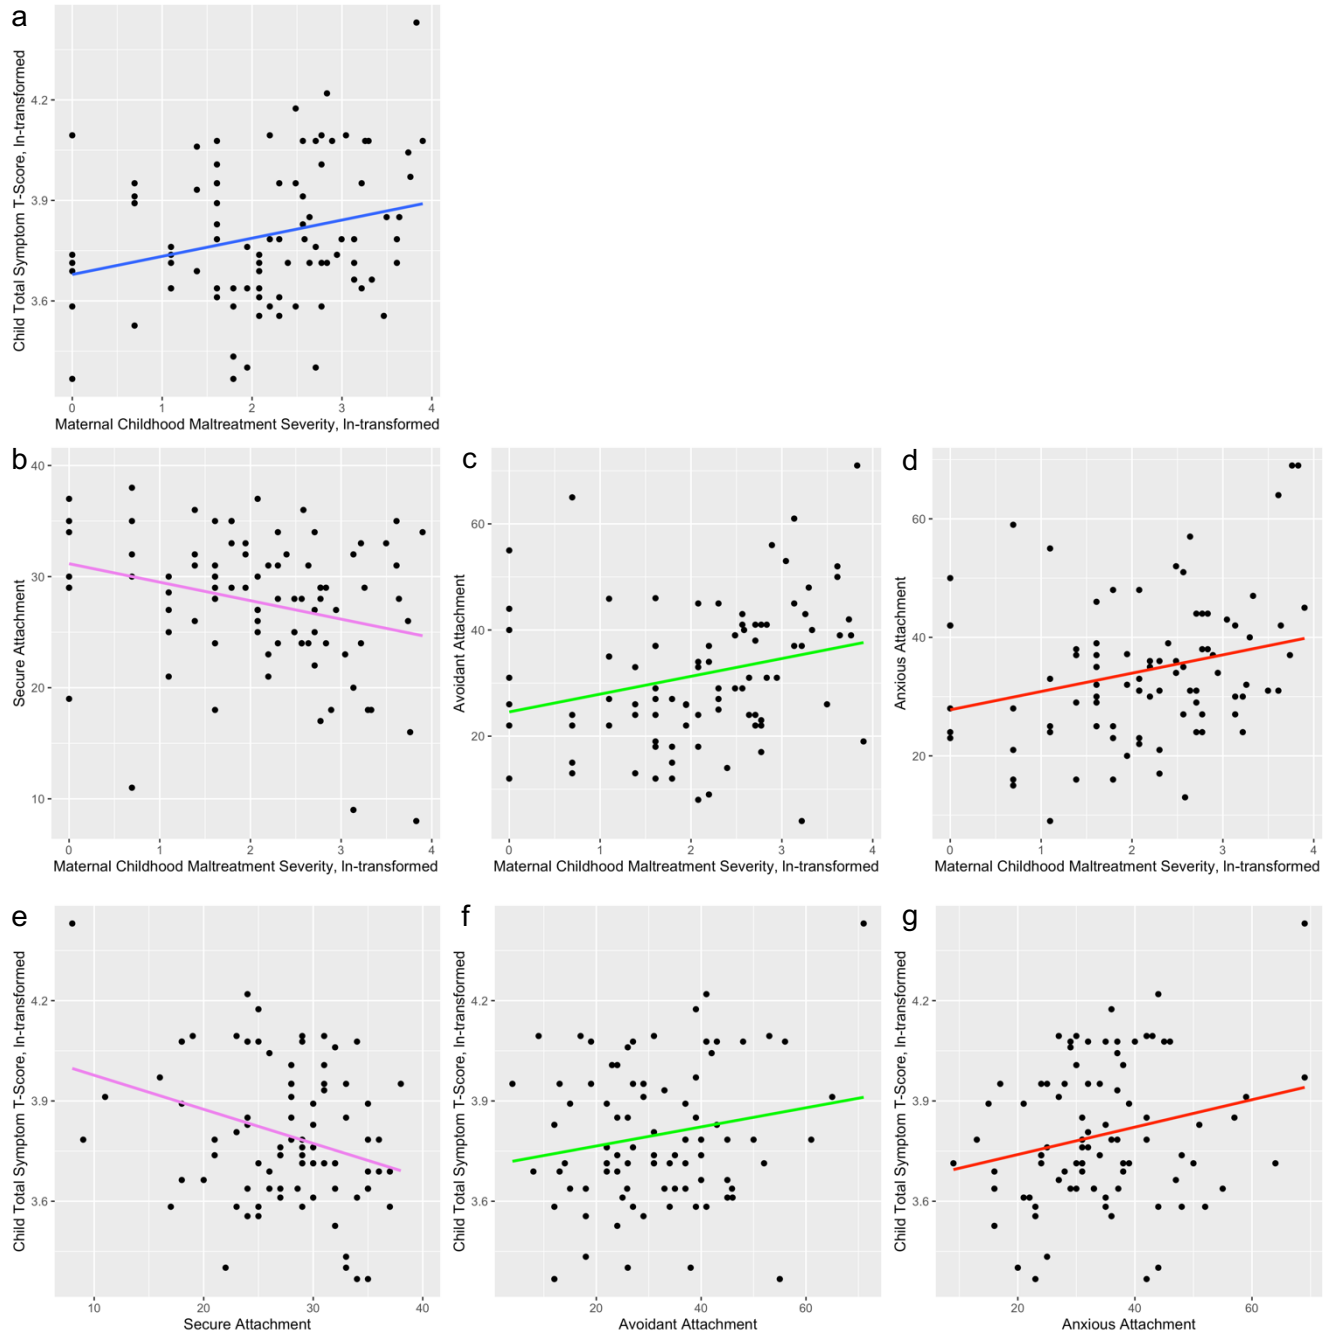 a
Child Total Symptom T-Score, ln-transformed
4.2
3.9
3.6
0 1 2 3 4
Maternal Childhood Maltreatment Severity, ln-transformed
b
Secure Attachment
40
30
20
10
0 1 2 3 4
Maternal Childhood Maltreatment Severity, ln-transformed
c
Avoidant Attachment
60
40
20
0 1 2 3 4
Maternal Childhood Maltreatment Severity, ln-transformed
d
Anxious Attachment
60
40
20
0 1 2 3 4
Maternal Childhood Maltreatment Severity, ln-transformed
e
Child Total Symptom T-Score, ln-transformed
4.2
3.9
3.6
10 20 30 40
Secure Attachment
f
Child Total Symptom T-Score, ln-transformed
4.2
3.9
3.6
20 40 60
Avoidant Attachment
g
Child Total Symptom T-Score, ln-transformed
4.2
3.9
3.6
20 40 60
Anxious Attachment